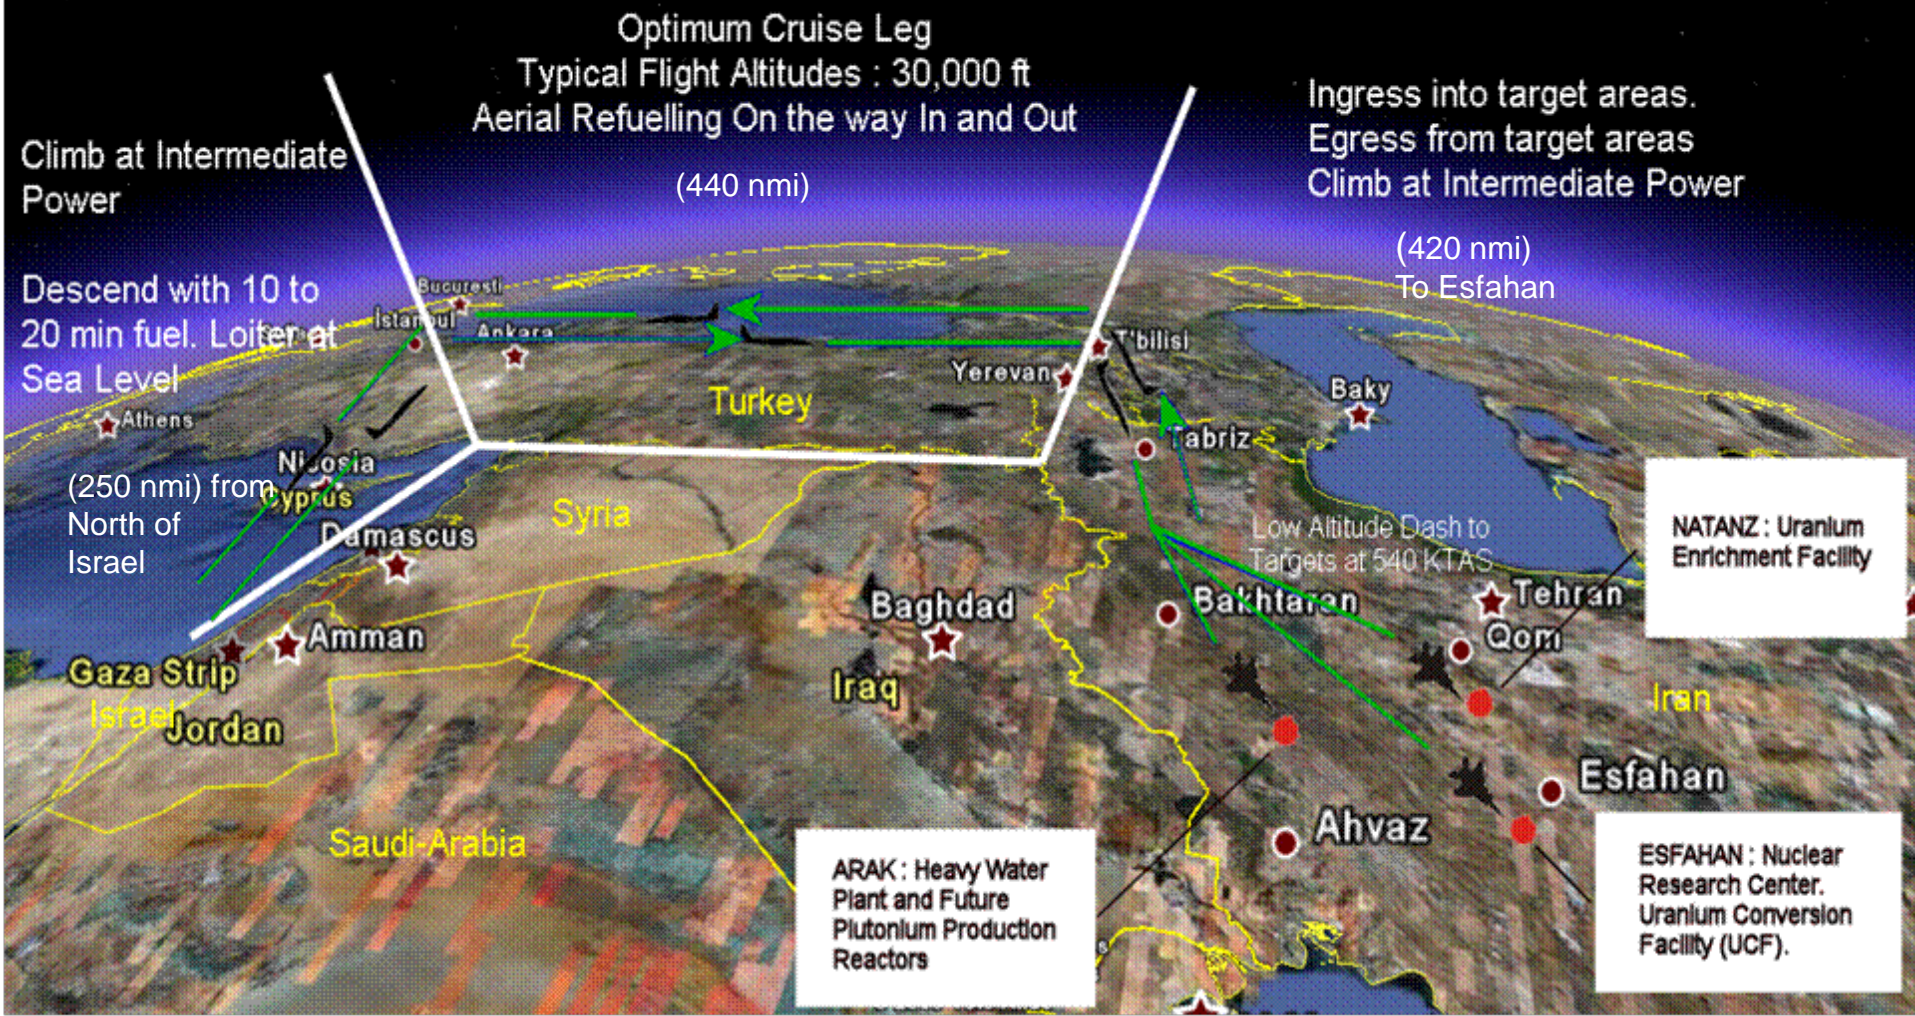 Optimum Cruise Leg
Typical Flight Altitudes : 30,000 ft
Aerial Refuelling On the way In and Out
(440 nmi)
Climb at Intermediate
Power
Ingress into target areas.
Egress from target areas
Climb at Intermediate Power
(420 nmi)
To Esfahan
Descend with 10 to
20 min fuel. Loiter at
Sea Level
Bucuresti
İstanbul
Ankara
T'bilisi
Yerevan
Turkey
Baky
Athens
Tabriz
Nicosia
Cyprus
(250 nmi) from
North of
Israel
Syria
Damascus
Low Altitude Dash to
Targets at 540 KTAS
NATANZ : Uranium
Enrichment Facility
Baghdad
Bakhtaran
Tehran
Qom
Amman
Gaza Strip
Israel
Jordan
Iraq
Iran
Esfahan
Ahvaz
Saudi-Arabia
ARAK : Heavy Water
Plant and Future
Plutonium Production
Reactors
ESFAHAN : Nuclear
Research Center.
Uranium Conversion
Facility (UCF).